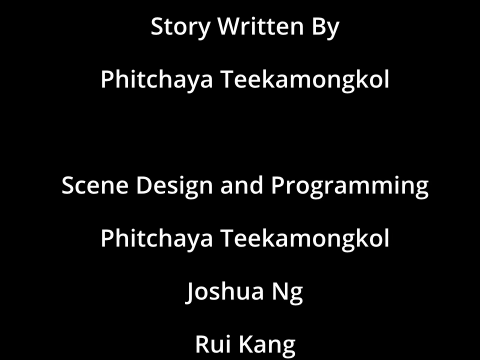 Story Written By
Phitchaya Teekamongkol
Scene Design and Programming
Phitchaya Teekamongkol
Joshua Ng
Rui Kang